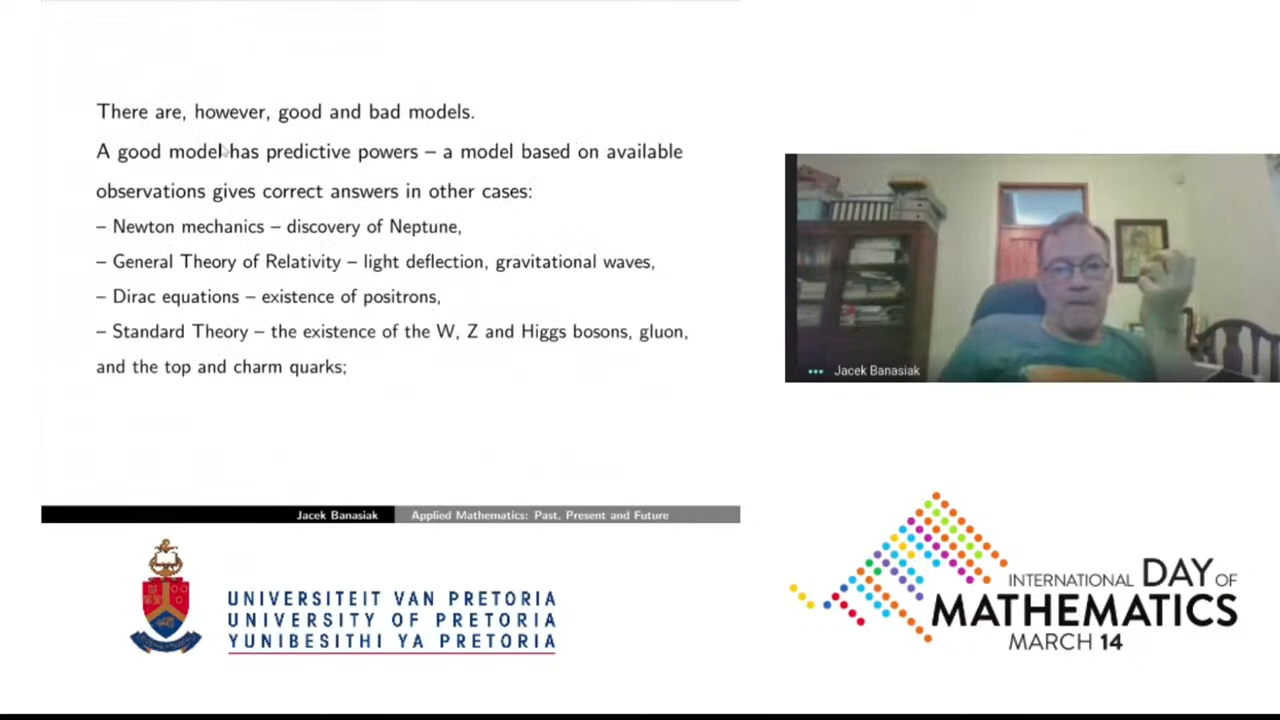 There are, however, good and bad models.
A good model has predictive powers – a model based on available
observations gives correct answers in other cases:
– Newton mechanics – discovery of Neptune,
– General Theory of Relativity – light deflection, gravitational waves,
– Dirac equations – existence of positrons,
– Standard Theory – the existence of the W, Z and Higgs bosons, gluon,
and the top and charm quarks;
Jacek Banasiak
Jacek Banasiak Applied Mathematics: Past, Present and Future
UNIVERSITEIT VAN PRETORIA
UNIVERSITY OF PRETORIA
YUNIBESITHI YA PRETORIA
INTERNATIONAL DAY OF
MATHEMATICS
MARCH 14